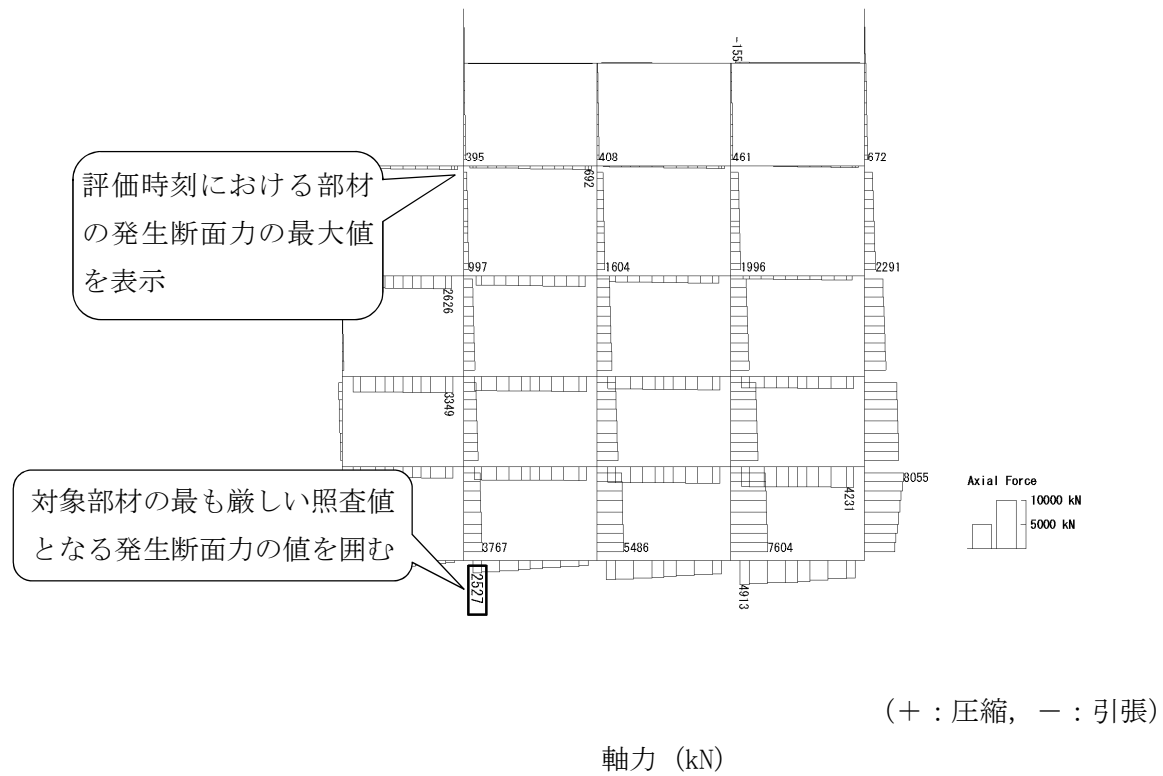 -155
395
408
461
672
評価時刻における部材
の発生断面力の最大値
を表示
692
997
1604
1996
2291
2626
3349
対象部材の最も厳しい照査値
となる発生断面力の値を囲む
4231
8055
Axial Force
10000 kN
5000 kN
3767
5486
7604
2527
4913
(+:圧縮, -:引張)
軸力 (kN)